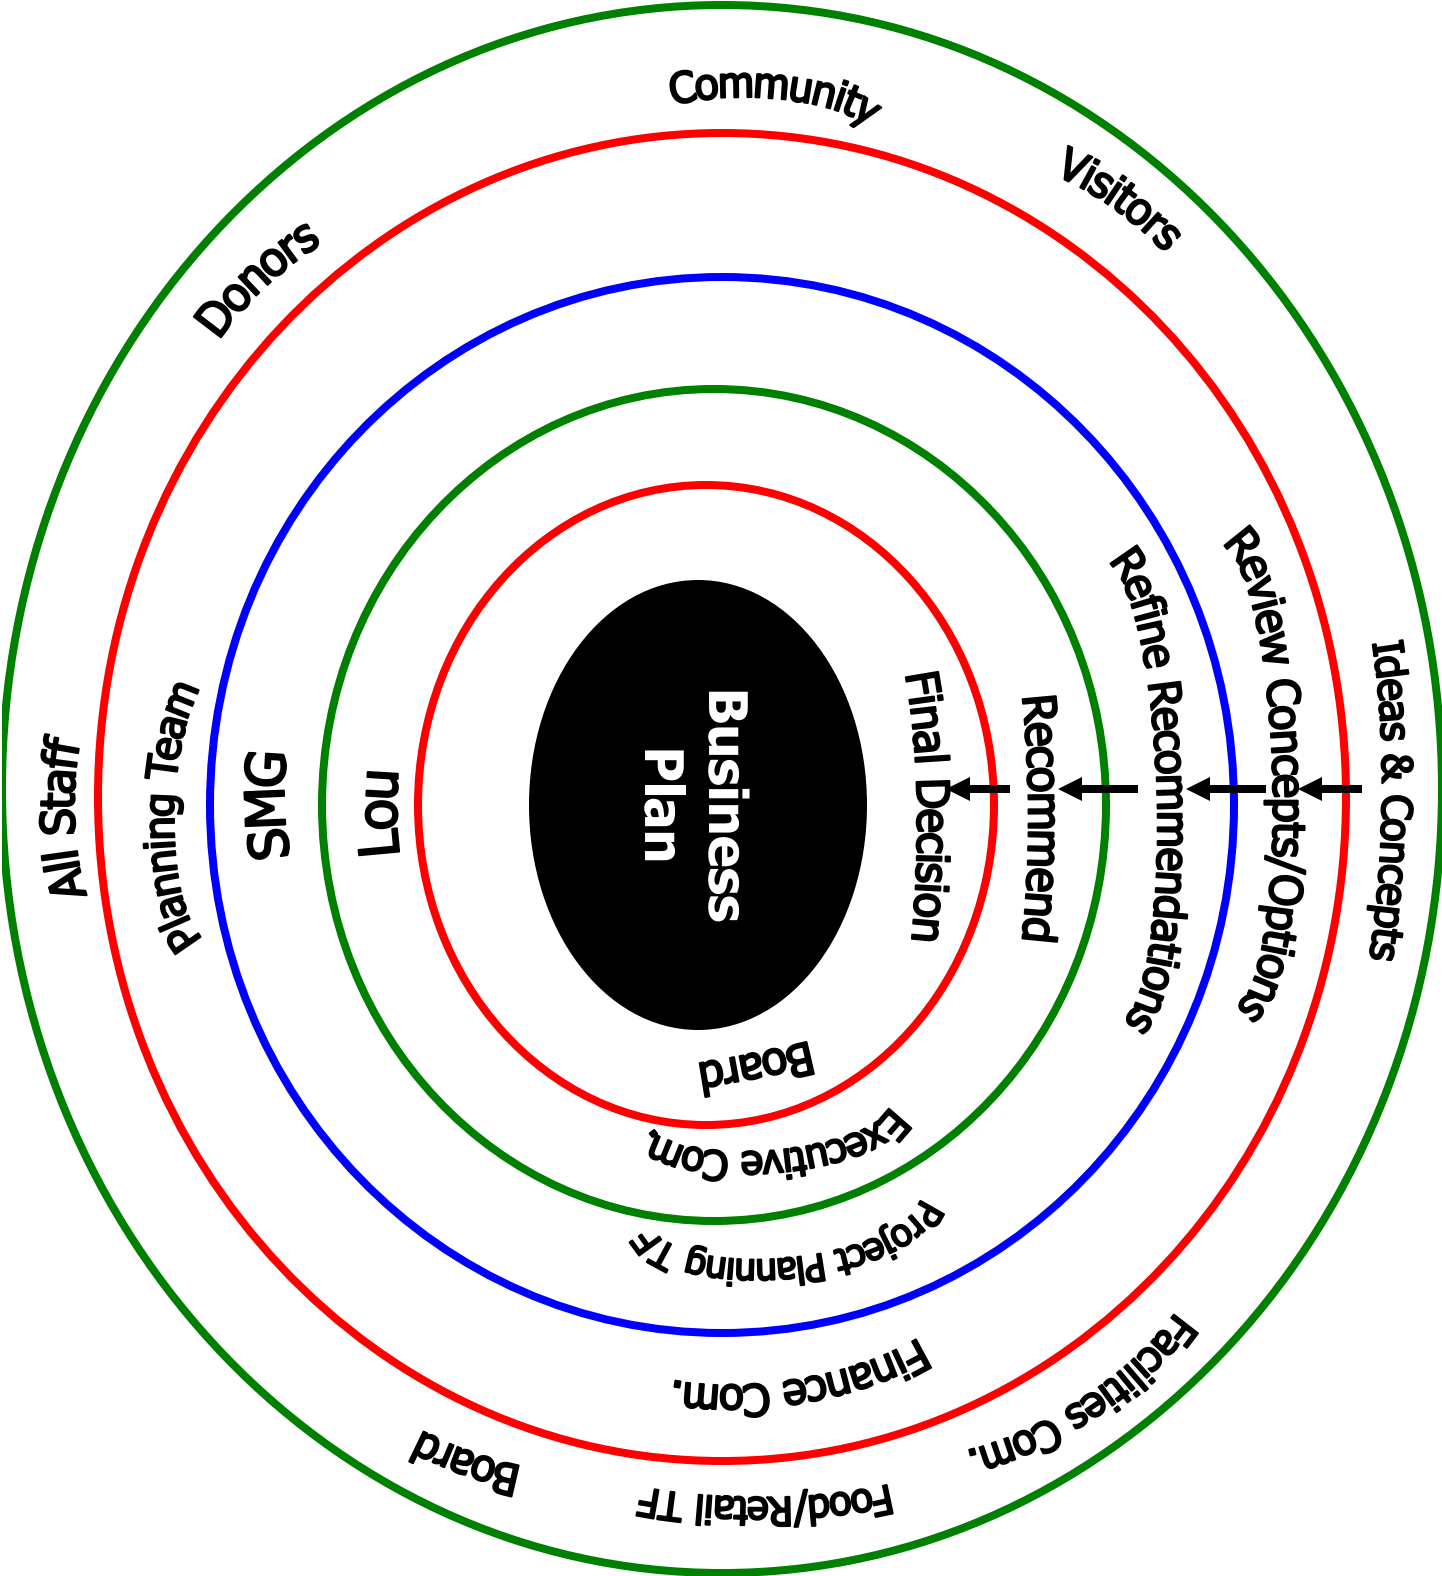 Community
Visitors
Donors
Ideas & Concepts
Review Concepts/Options
Refine Recommendations
Recommend
Final Decision
Business
Plan
Lou
SMG
Planning Team
All Staff
Board
Executive Com.
Project Planning TF
Finance Com.
Facilities Com.
Food/Retail TF
Board